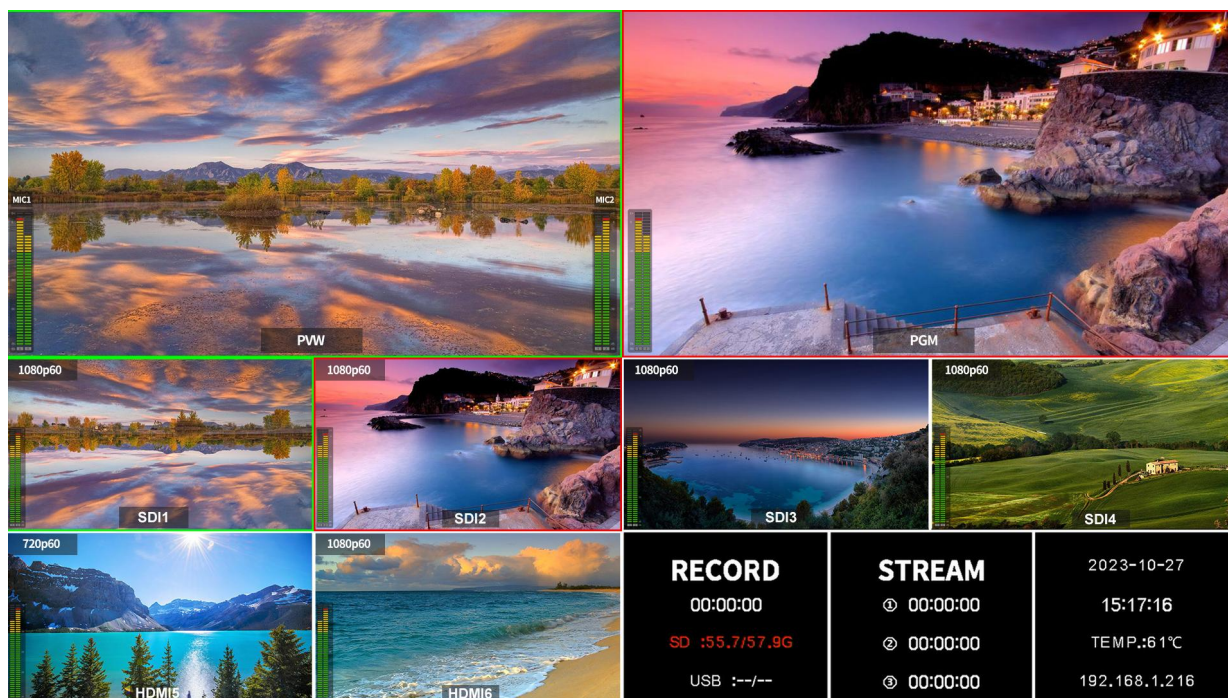 MIC1
MIC2
PVW
PGM
1080p60
1080p60
1080p60
1080p60
SDI1
SDI2
SDI3
SDI4
720p60
1080p60
HDMI5
HDMI6
RECORD
00:00:00
SD :55.7/57.9G
USB :--/--
STREAM
① 00:00:00
② 00:00:00
③ 00:00:00
2023-10-27
15:17:16
TEMP.:61℃
192.168.1.216